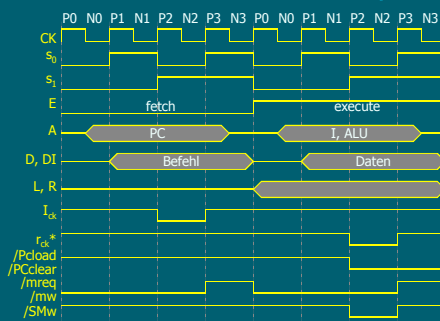 P0 N0 P1 N1 P2 N2 P3 N3 P0 N0 P1 N1 P2 N2 P3 N3
CK
s0
s1
E fetch execute
A PC I, ALU
D, DI Befehl Daten
L, R
Ick
rck*
/Pcload
/PCclear
/mreq
/mw
/SMw